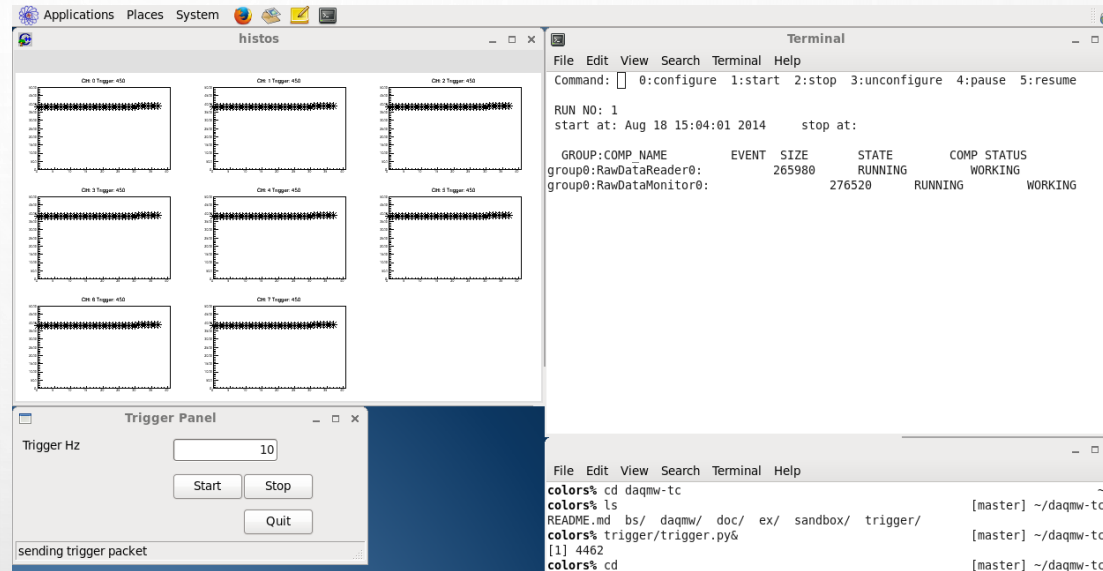 Applications Places System
histos
CH: 0 Trigger: 450
CH: 1 Trigger: 450
CH: 2 Trigger: 450
CH: 3 Trigger: 450
CH: 4 Trigger: 450
CH: 5 Trigger: 450
CH: 6 Trigger: 450
CH: 7 Trigger: 450
Trigger Panel
Trigger Hz 10
Start Stop
Quit
sending trigger packet
Terminal
File Edit View Search Terminal Help
Command: 0:configure 1:start 2:stop 3:unconfigure 4:pause 5:resume
RUN NO: 1
start at: Aug 18 15:04:01 2014 stop at:
GROUP:COMP_NAME EVENT SIZE STATE COMP STATUS
group0:RawDataReader0: 265980 RUNNING WORKING
group0:RawDataMonitor0: 276520 RUNNING WORKING
File Edit View Search Terminal Help
colors% cd daqmw-tc ~
colors% ls [master] ~/daqmw-tc
README.md bs/ daqmw/ doc/ ex/ sandbox/ trigger/
colors% trigger/trigger.py& [master] ~/daqmw-tc
[1] 4462
colors% cd [master] ~/daqmw-tc